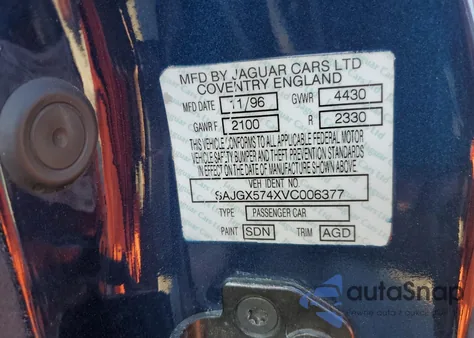 MFD BY JAGUAR CARS LTD
COVENTRY ENGLAND
MFD DATE 11/96 GVWR 4430
GAWR F 2100 R 2330
THIS VEHICLE CONFORMS TO ALL APPLICABLE FEDERAL MOTOR
VEHICLE SAFETY BUMPER AND THEFT PREVENTION STANDARDS
IN EFFECT ON THE DATE OF MANUFACTURE SHOWN ABOVE
VEH IDENT NO
SAJGX574XVC006377
TYPE PASSENGER CAR
PAINT SDN TRIM AGD
autoSnap